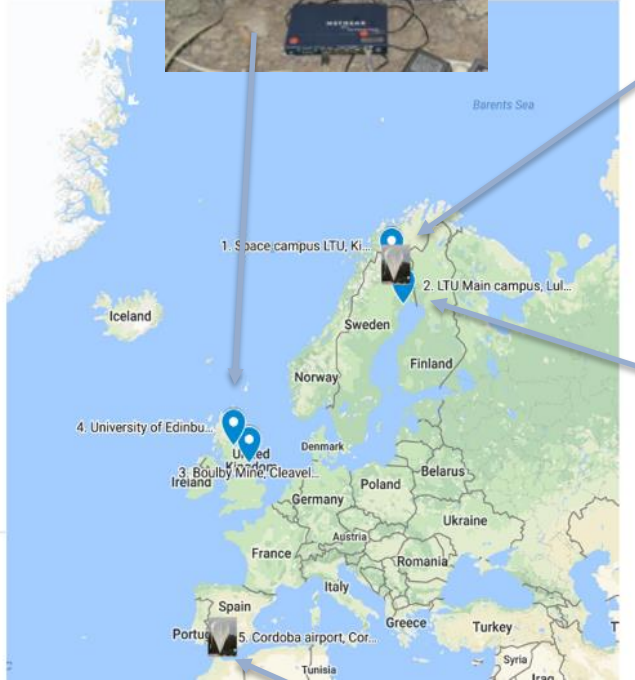 NETGEAR
Barents Sea
1. Space campus LTU, Ki...
2. LTU Main campus, Lul...
Iceland
Sweden
Finland
Norway
4. University of Edinbu...
United
Kingdom
3. Boulby Mine, Cleavel...
Ireland
Denmark
Belarus
Poland
Germany
Ukraine
Austria
France
Romania
Italy
Spain
Portug
5. Cordoba airport, Cor...
Greece
Turkey
T
Syria
Tunisia
Iraq